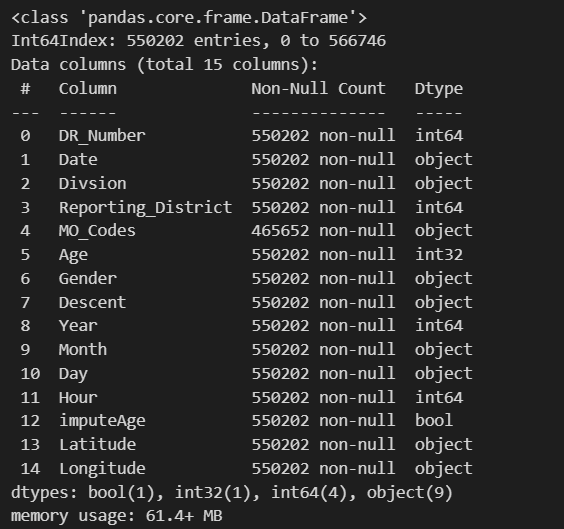 <class 'pandas.core.frame.DataFrame'>
Int64Index: 550202 entries, 0 to 566746
Data columns (total 15 columns):
 #   Column              Non-Null Count   Dtype
---  ------              --------------   -----
 0   DR_Number           550202 non-null  int64
 1   Date                550202 non-null  object
 2   Divsion             550202 non-null  object
 3   Reporting_District  550202 non-null  int64
 4   MO_Codes            465652 non-null  object
 5   Age                 550202 non-null  int32
 6   Gender              550202 non-null  object
 7   Descent             550202 non-null  object
 8   Year                550202 non-null  int64
 9   Month               550202 non-null  object
 10  Day                 550202 non-null  object
 11  Hour                550202 non-null  int64
 12  imputeAge           550202 non-null  bool
 13  Latitude            550202 non-null  object
 14  Longitude           550202 non-null  object
dtypes: bool(1), int32(1), int64(4), object(9)
memory usage: 61.4+ MB